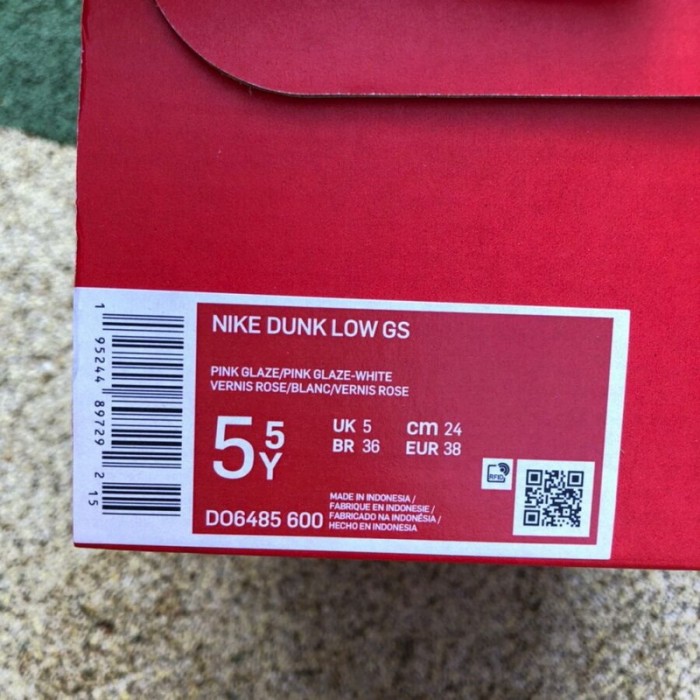 NIKE DUNK LOW GS
PINK GLAZE/PINK GLAZE-WHITE
VERNIS ROSE/BLANC/VERNIS ROSE
5 5 Y
UK 5 cm 24
BR 36 EUR 38
RFID
DO6485 600
MADE IN INDONESIA /
FABRIQUE EN INDONESIE /
FABRICADO NA INDONÉSIA /
HECHO EN INDONESIA
1 95244 89729 2 15